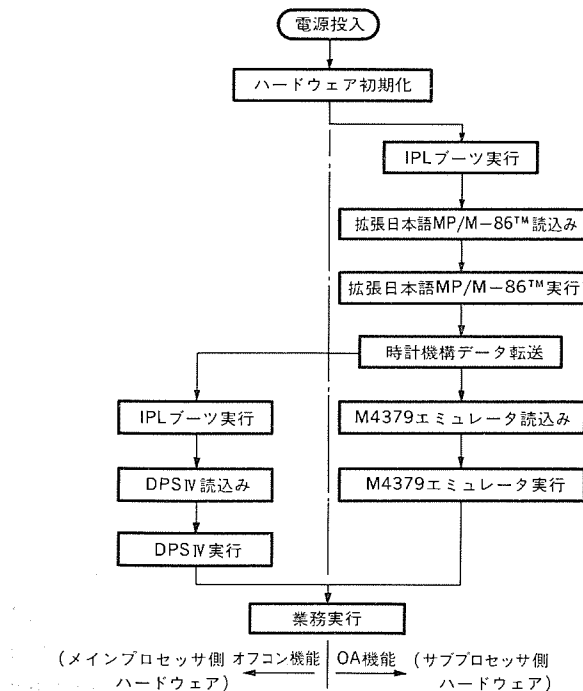 電源投入
ハードウェア初期化
IPLブーツ実行
拡張日本語MP/M-86™読込み
拡張日本語MP/M-86™実行
時計機構データ転送
IPLブーツ実行
M4379エミュレータ読込み
DPSⅣ読込み
M4379エミュレータ実行
DPSⅣ実行
業務実行
(メインプロセッサ側 オフコン機能 OA機能 (サブプロセッサ側
ハードウェア) ハードウェア)